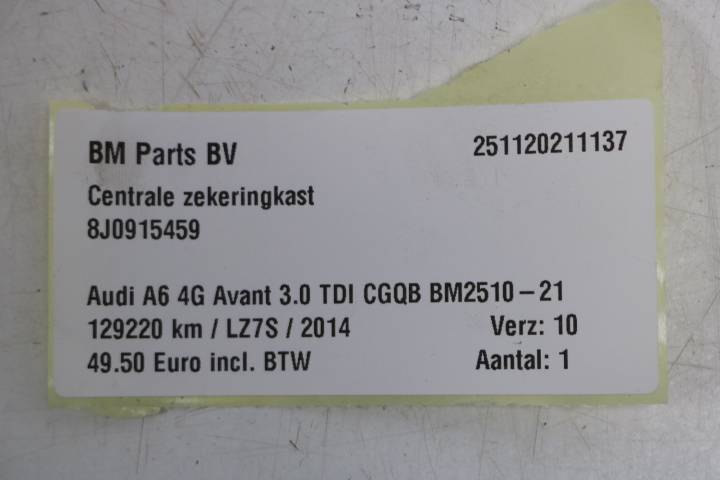 BM Parts BV 251120211137
Centrale zekeringkast
8J0915459
Audi A6 4G Avant 3.0 TDI CGQB BM2510-21
129220 km / LZ7S / 2014 Verz: 10
49.50 Euro incl. BTW Aantal: 1